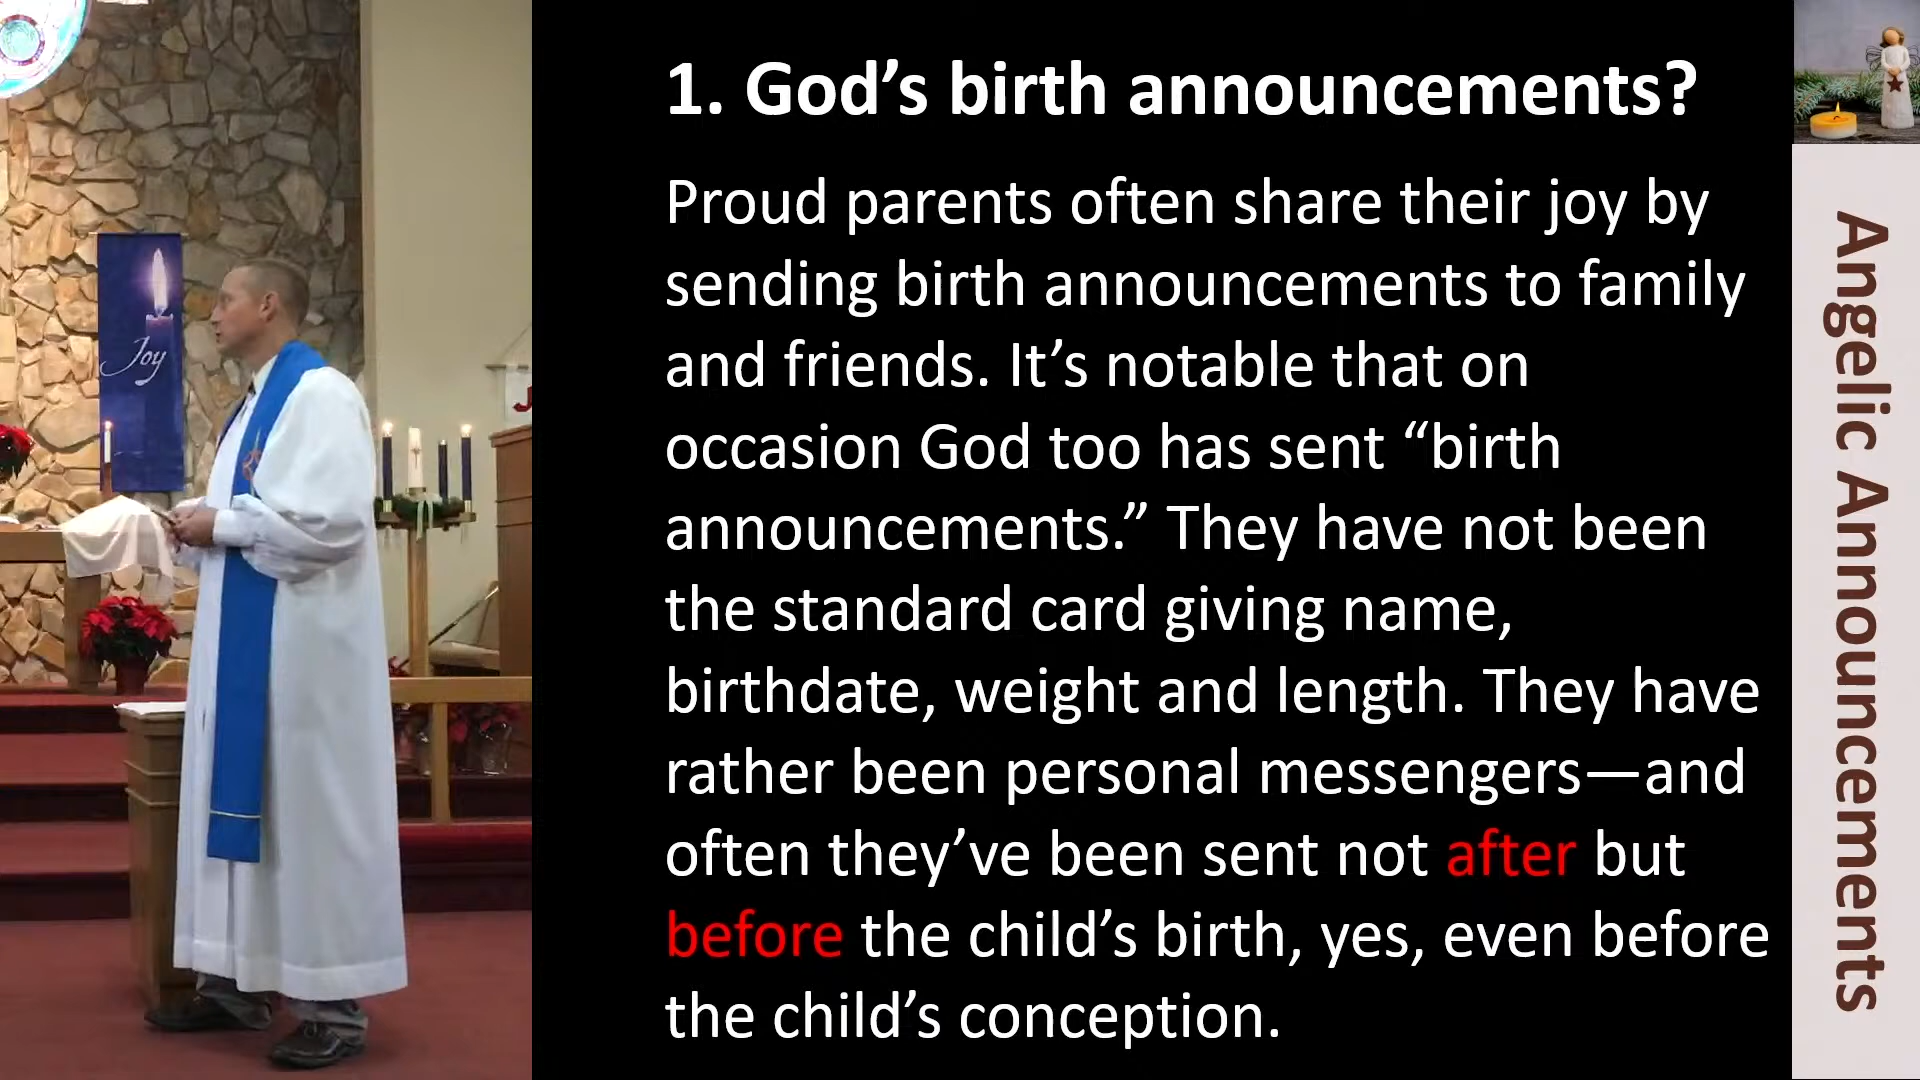 1. God’s birth announcements?
Proud parents often share their joy by
sending birth announcements to family
and friends. It’s notable that on
occasion God too has sent “birth
announcements.” They have not been
the standard card giving name,
birthdate, weight and length. They have
rather been personal messengers—and
often they’ve been sent not after but
before the child’s birth, yes, even before
the child’s conception.
Angelic Announcements
Joy
J